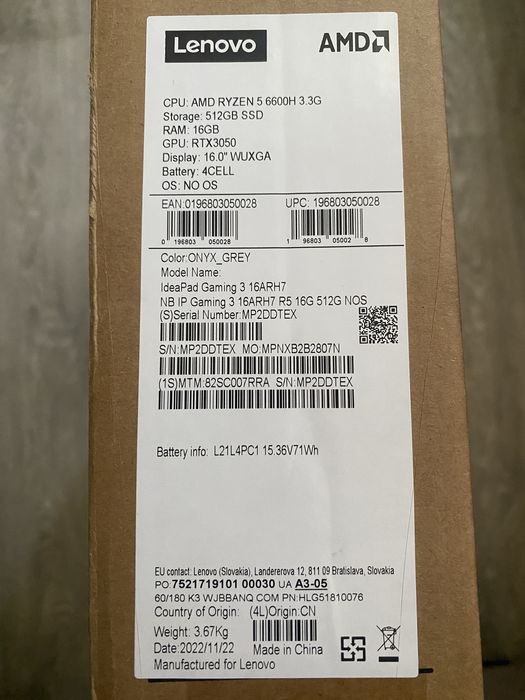 Lenovo AMD
CPU: AMD RYZEN 5 6600H 3.3G
Storage: 512GB SSD
RAM: 16GB
GPU: RTX3050
Display: 16.0" WUXGA
Battery: 4CELL
OS: NO OS
EAN:0196803050028 UPC: 196803050028
0 196803 050028 1 96803 05002 8
Color:ONYX_GREY
Model Name:
IdeaPad Gaming 3 16ARH7
NB IP Gaming 3 16ARH7 R5 16G 512G NOS
(S)Serial Number:MP2DDTEX
S/N:MP2DDTEX MO:MPNXB2B2807N
(1S)MTM:82SC007RRA S/N:MP2DDTEX
Battery info: L21L4PC1 15.36V71Wh
EU contact: Lenovo (Slovakia), Landererova 12, 811 09 Bratislava, Slovakia
PO 7521719101 00030 UA A3-05
60/180 K3 WJBBANQ COM PN:HLG51810076
Country of Origin: (4L)Origin:CN
Weight: 3.67Kg
Date:2022/11/22 Made in China
Manufactured for Lenovo